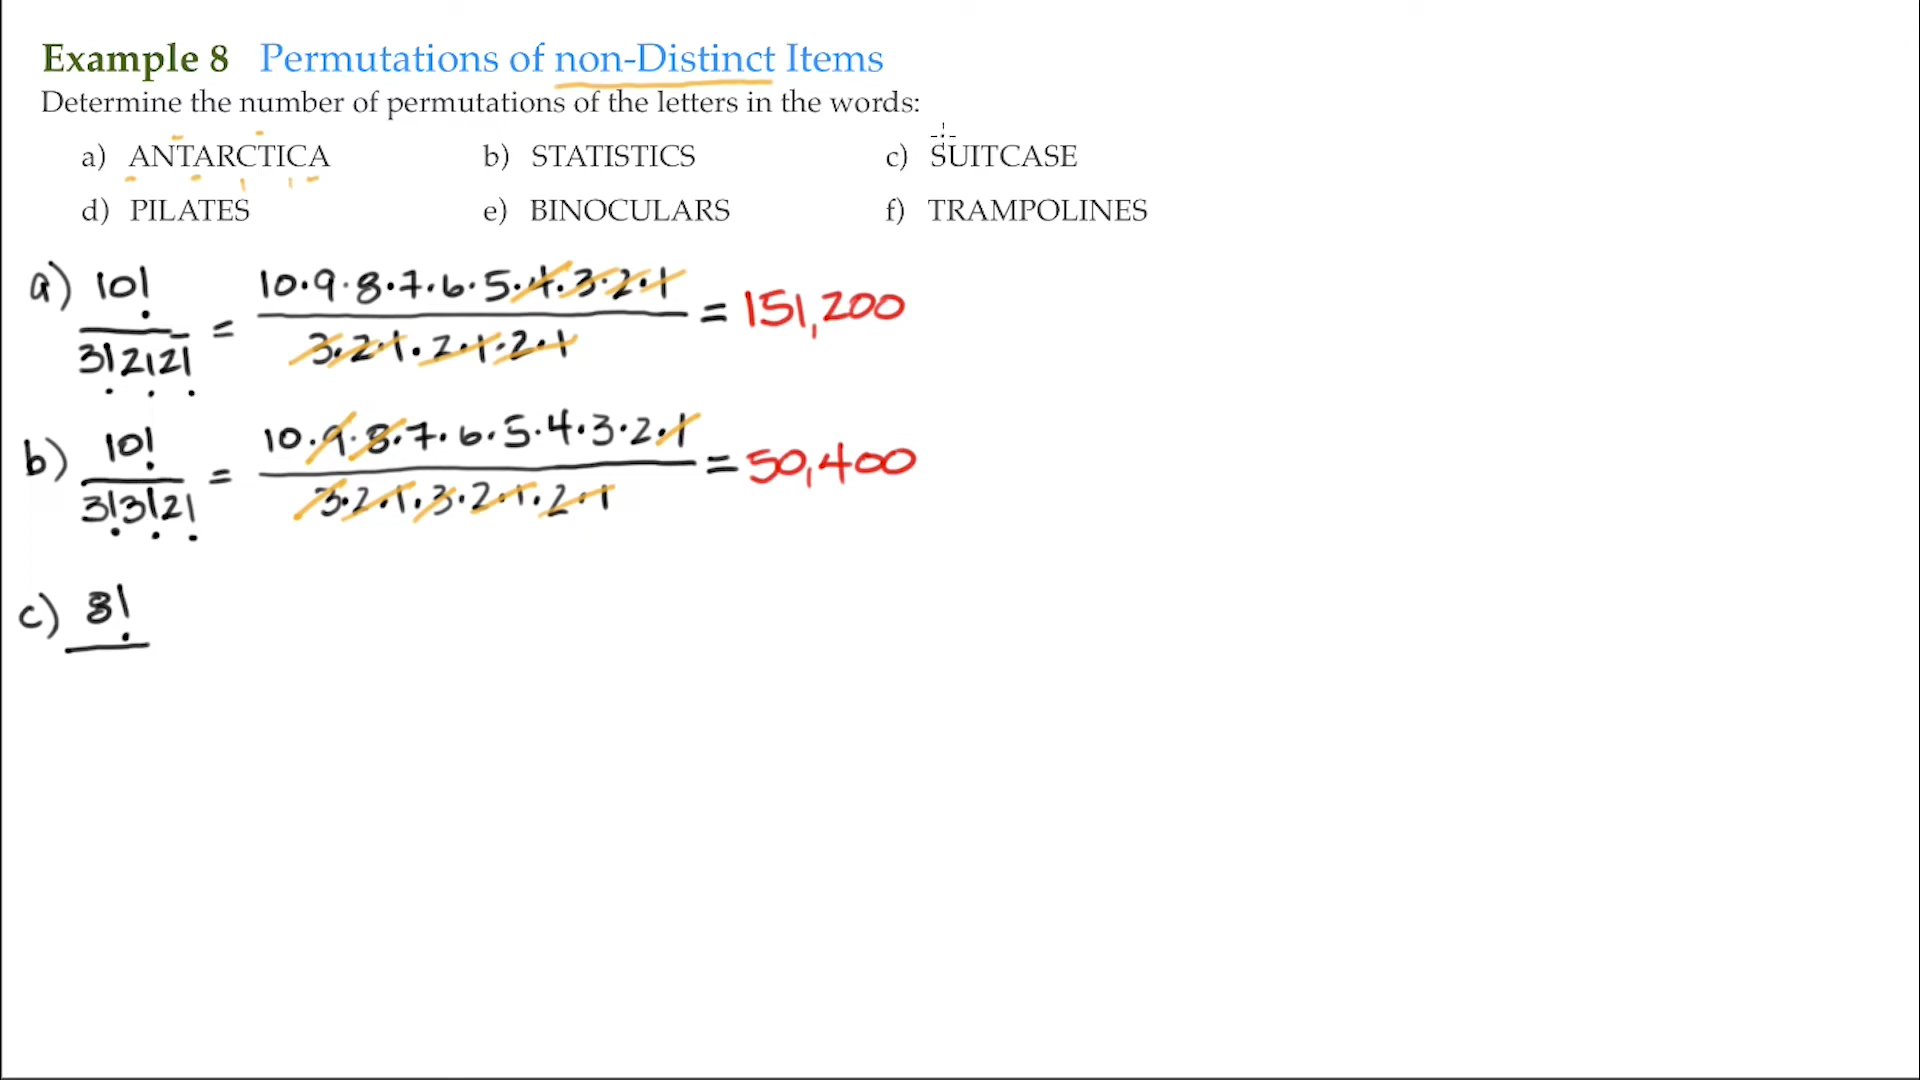 Example 8 Permutations of non-Distinct Items
Determine the number of permutations of the letters in the words:
a) ANTARCTICA b) STATISTICS c) SUITCASE
d) PILATES e) BINOCULARS f) TRAMPOLINES
a) 10!/3!2!2! = 10·9·8·7·6·5·4·3·2·1/3·2·1·2·1·2·1 = 151,200
b) 10!/3!3!2! = 10·9·8·7·6·5·4·3·2·1/3·2·1·3·2·1·2·1 = 50,400
c) 8!